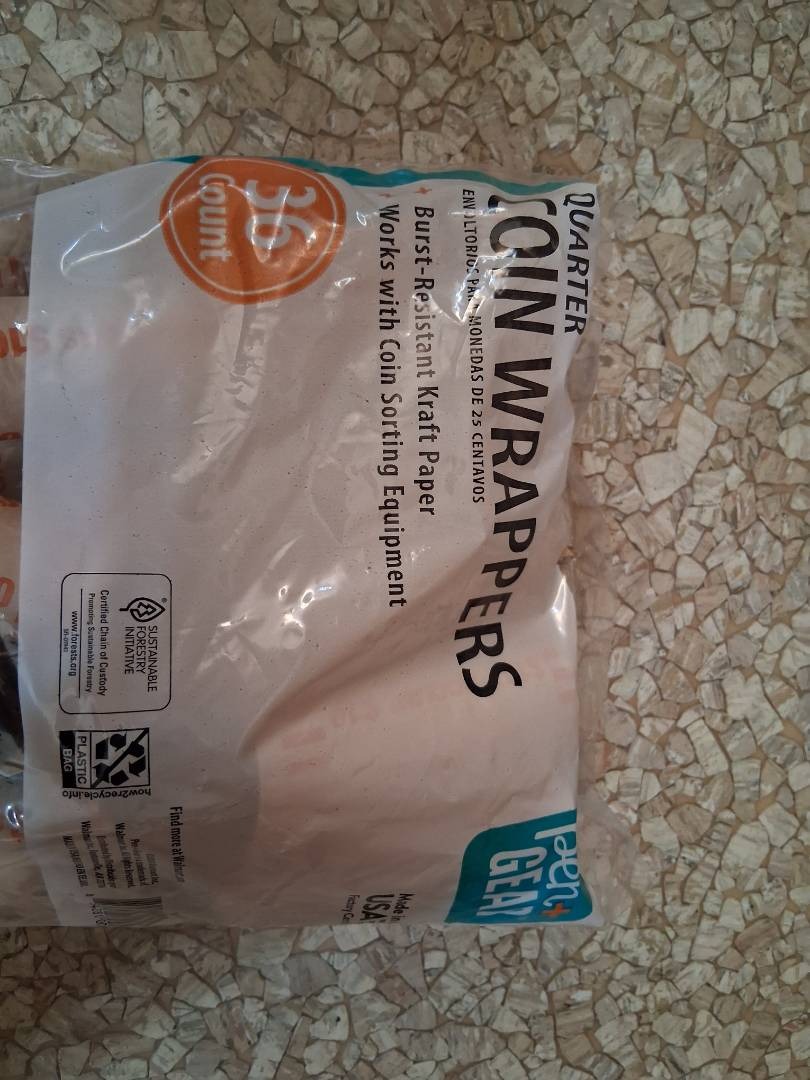 QUARTER
COIN WRAPPERS
MONEDAS DE 25 CENTAVOS
Burst-Resistant Kraft Paper
Works with Coin Sorting Equipment
36
Count
Pen+
GEAR
Made in
USA
SUSTAINABLE
FORESTRY
INITIATIVE
Certified Chain of Custody
Promoting Sustainable Forestry
www.forests.org
PLASTIC
BAG
how2recycle.info
Find more at